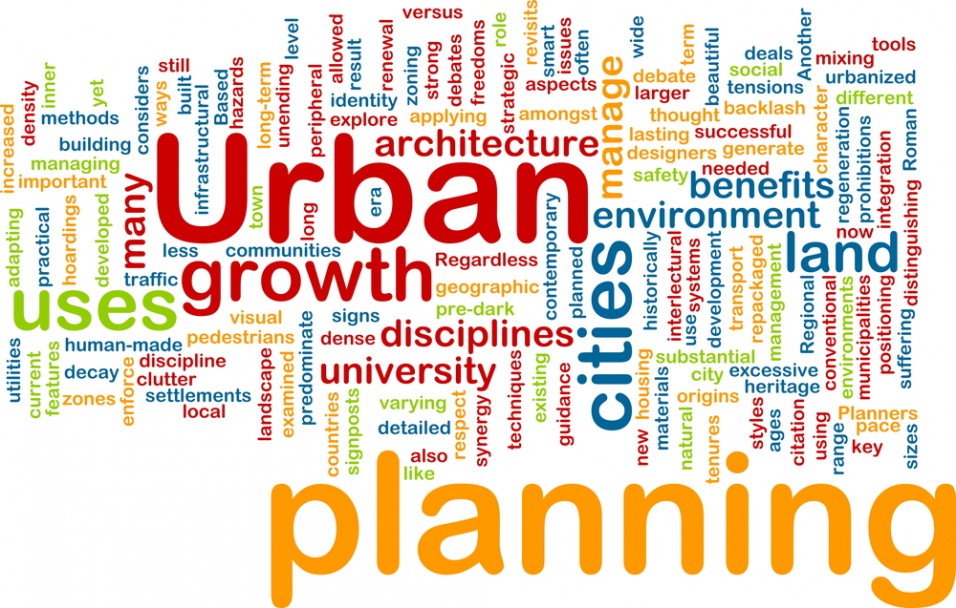 increased
density
inner
yet
methods
building
managing
important
considers
ways
still
built
infrastructural
Based
hazards
long-term
unending
level
peripheral
allowed
result
renewal
identity
explore
versus
zoning
strong
debates
freedoms
applying
strategic
role
revisits
smart
issues
often
aspects
amongst
manage
wide
debate
larger
term
beautiful
thought
lasting
designers
safety
deals
social
tensions
backlash
successful
generate
needed
Another
mixing
tools
urbanized
different
character
regeneration
prohibitions
integration
Roman
distinguishing
Urban
architecture
benefits
environment
land
now
adapting
practical
hoardings
developed
many
less
communities
town
long
era
traffic
growth
Regardless
geographic
pre-dark
contemporary
planned
cities
historically
interlectural
systems
use
development
transport
repackaged
management
Regional
conventional
environments
municipalities
positioning
suffering
uses
visual
pedestrians
signs
dense
disciplines
university
predominate
utilities
current
features
human-made
decay
zones
enforce
discipline
clutter
settlements
local
landscape
examined
countries
signposts
varying
detailed
also
like
respect
synergy
techniques
existing
guidance
new
housing
materials
substantial
city
excessive
heritage
origins
natural
tenures
styles
ages
citation
using
range
Planners
pace
key
sizes
planning